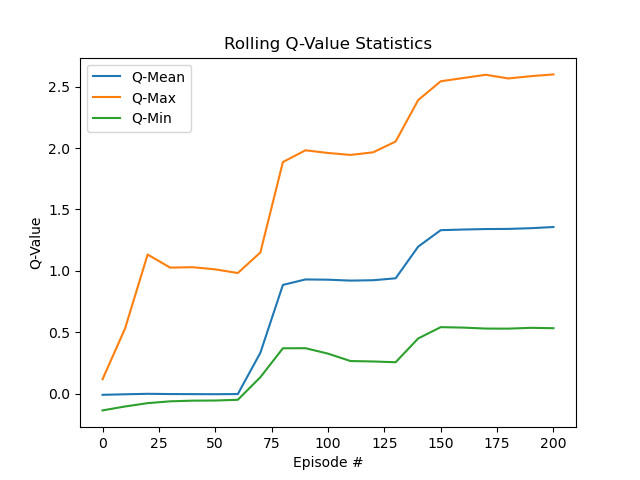 Rolling Q-Value Statistics
Q-Mean
Q-Max
Q-Min
2.5
2.0
1.5
1.0
0.5
0.0
Q-Value
0 25 50 75 100 125 150 175 200
Episode #